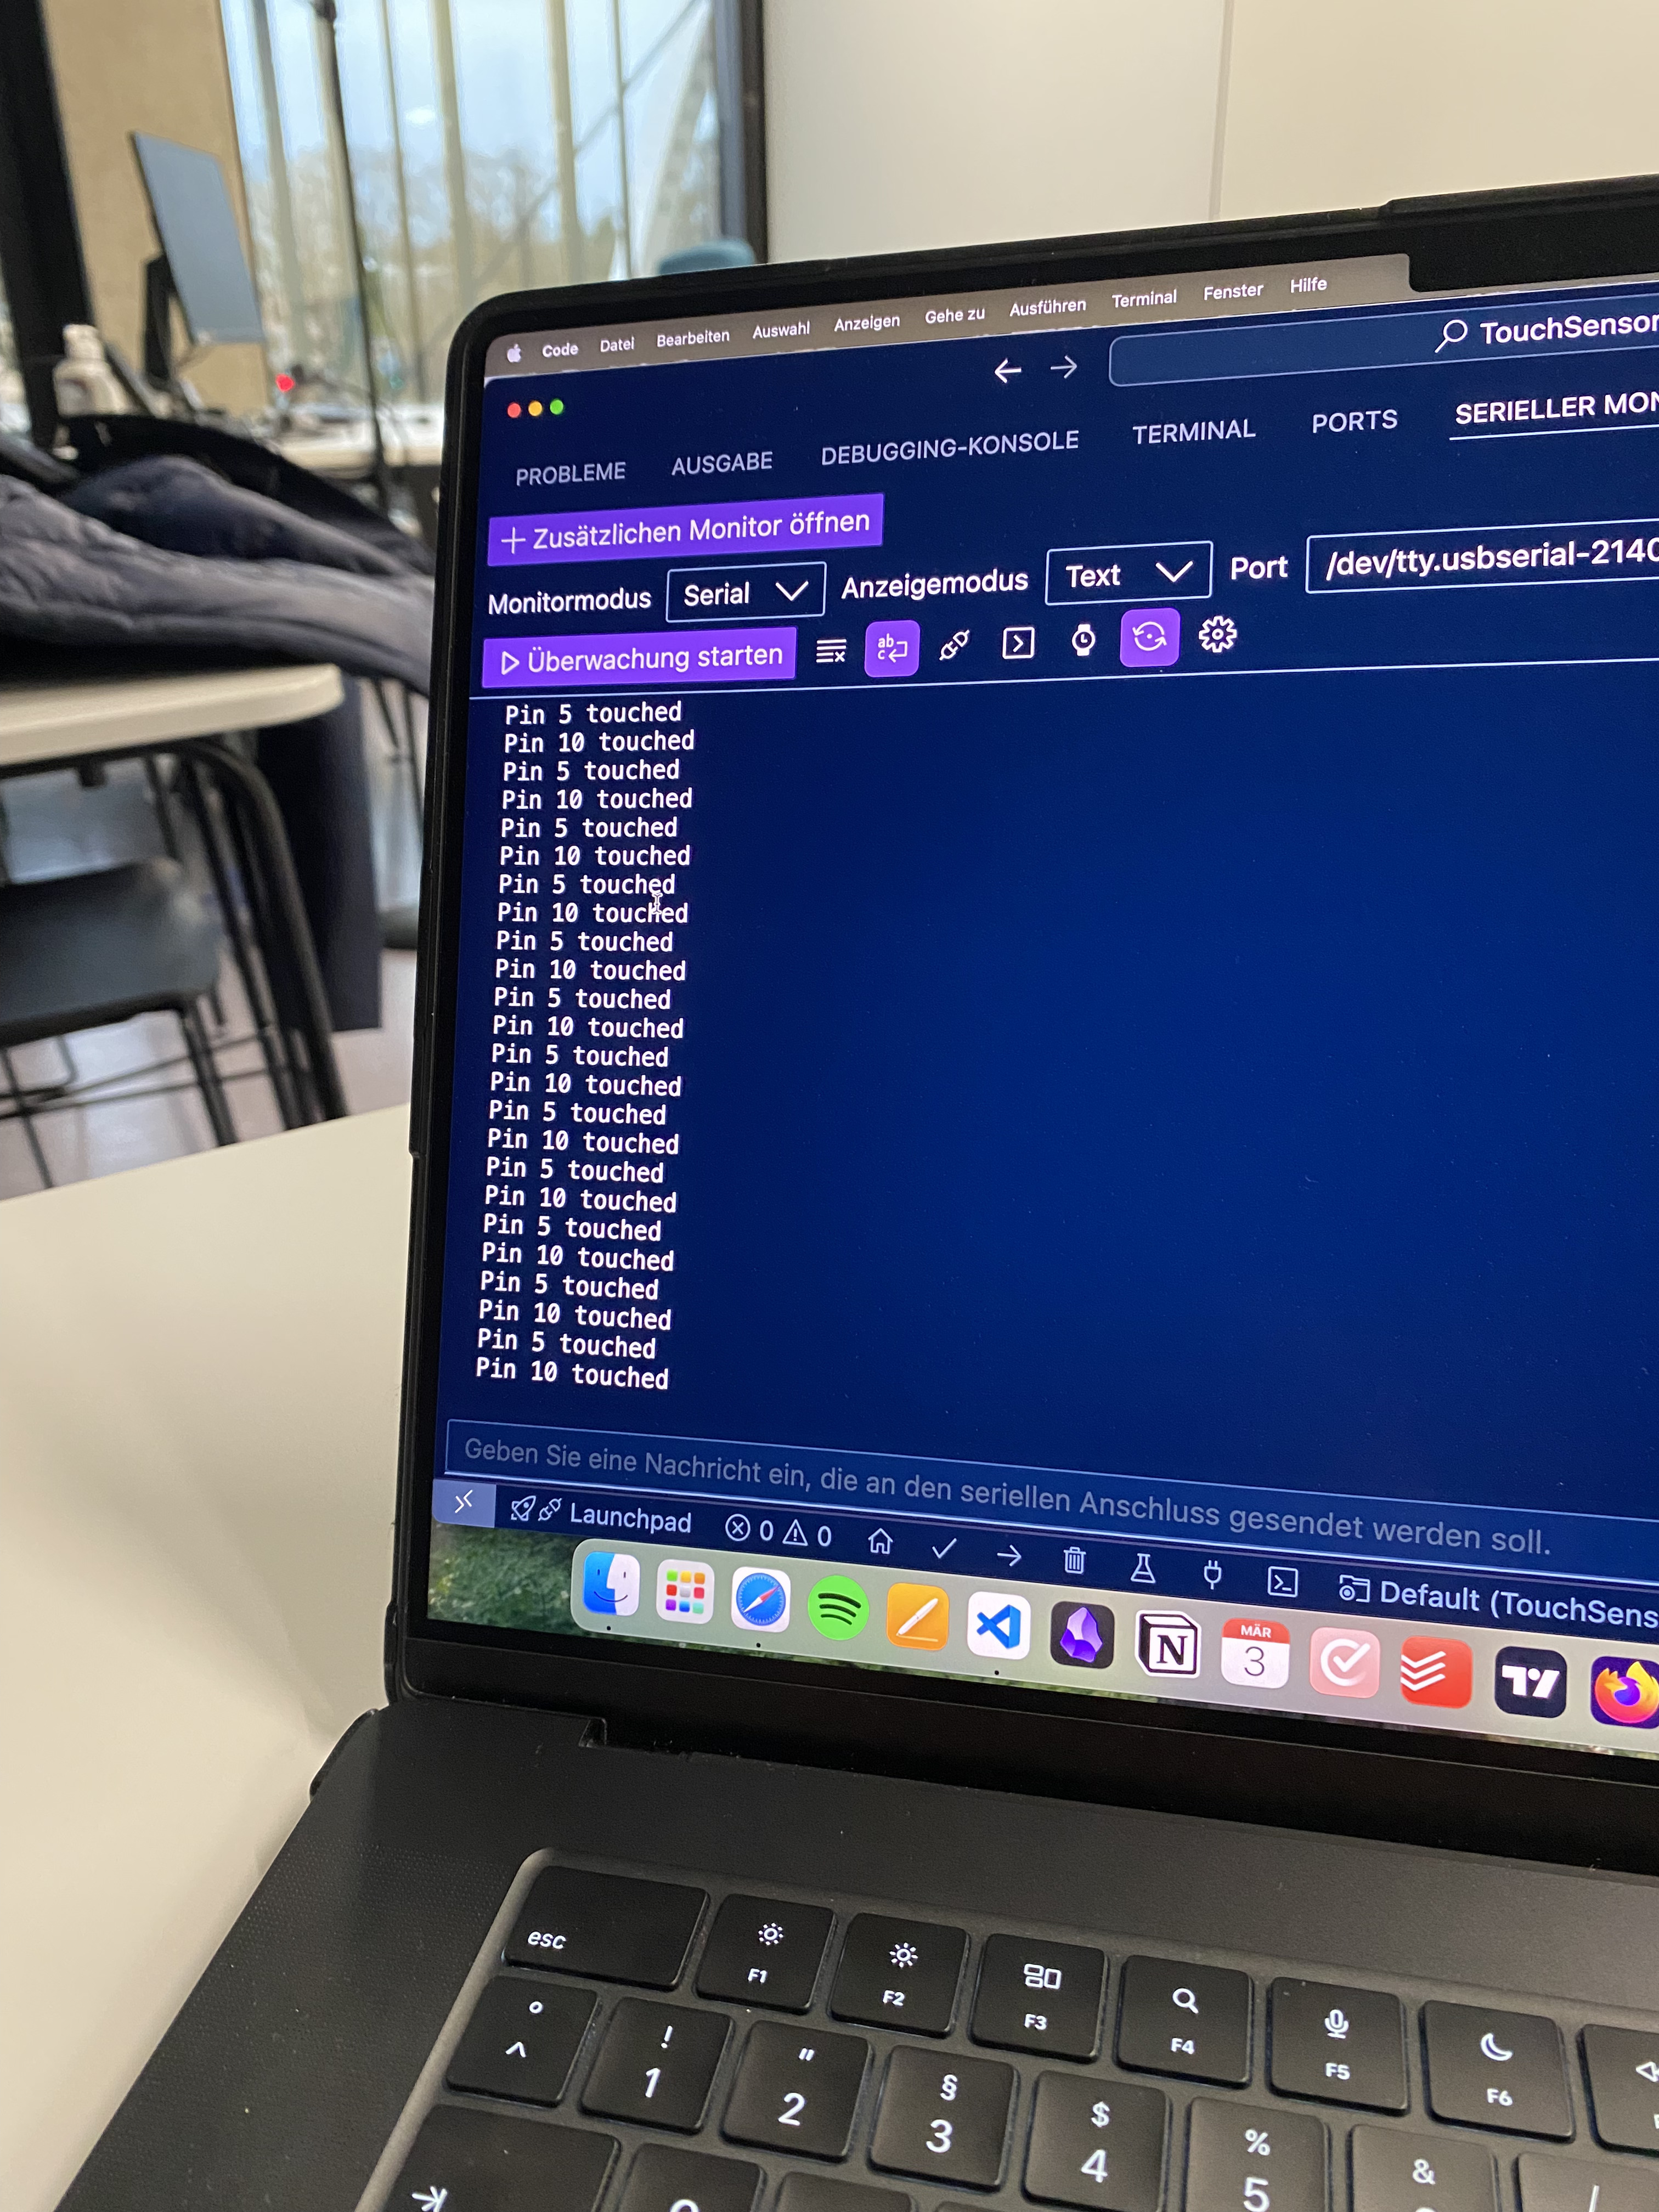 Code Datei Bearbeiten Auswahl Anzeigen Gehe zu Ausführen Terminal Fenster Hilfe
TouchSensor
PROBLEME AUSGABE DEBUGGING-KONSOLE TERMINAL PORTS SERIELLER MON
+ Zusätzlichen Monitor öffnen
Monitormodus Serial Anzeigemodus Text Port /dev/tty.usbserial-2140
Überwachung starten
Pin 5 touched
Pin 10 touched
Pin 5 touched
Pin 10 touched
Pin 5 touched
Pin 10 touched
Pin 5 touched
Pin 10 touched
Pin 5 touched
Pin 10 touched
Pin 5 touched
Pin 10 touched
Pin 5 touched
Pin 10 touched
Pin 5 touched
Pin 10 touched
Pin 5 touched
Pin 10 touched
Pin 5 touched
Pin 10 touched
Pin 5 touched
Pin 10 touched
Pin 5 touched
Pin 10 touched
Geben Sie eine Nachricht ein, die an den seriellen Anschluss gesendet werden soll.
Launchpad 0 0 Default (TouchSens
MÄR
3
esc F1 F2 F3 F4 F5 F6
° ! " § $ % &
^ 1 2 3 4 5